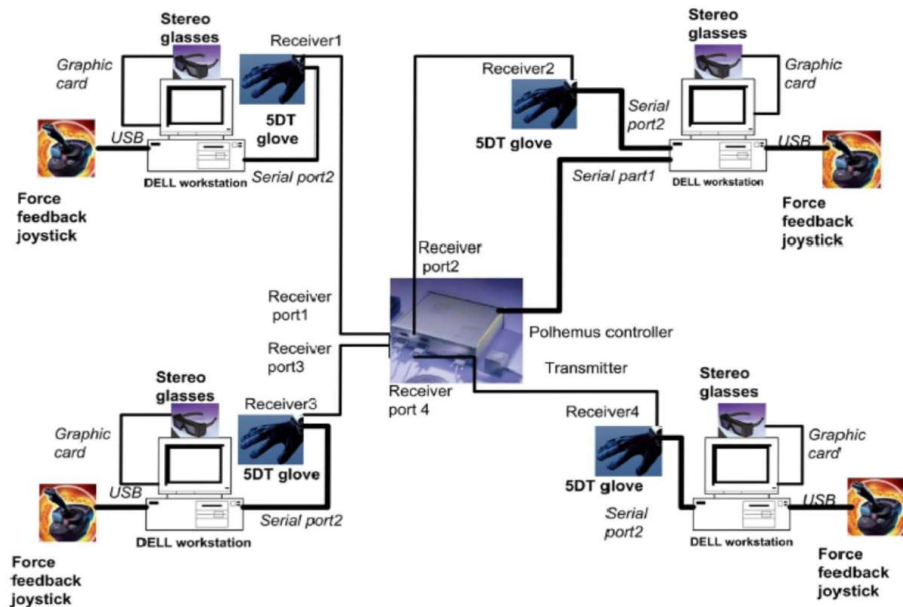 Stereo
glasses
Receiver1
Graphic
card
USB
5DT
glove
Serial port2
DELL workstation
Force
feedback
joystick
Stereo
glasses
Receiver2
Graphic
card
Serial
port2
5DT glove
USB
Serial part1
DELL workstation
Force
feedback
joystick
Receiver
port2
Receiver
port1
Polhemus controller
Receiver
port3
Transmitter
Receiver
port 4
Stereo
glasses
Receiver3
Graphic
card
5DT glove
USB
Serial port2
DELL workstation
Force
feedback
joystick
Stereo
glasses
Receiver4
Graphic
card'
5DT glove
USB
Serial
port2
DELL workstation
Force
feedback
joystick